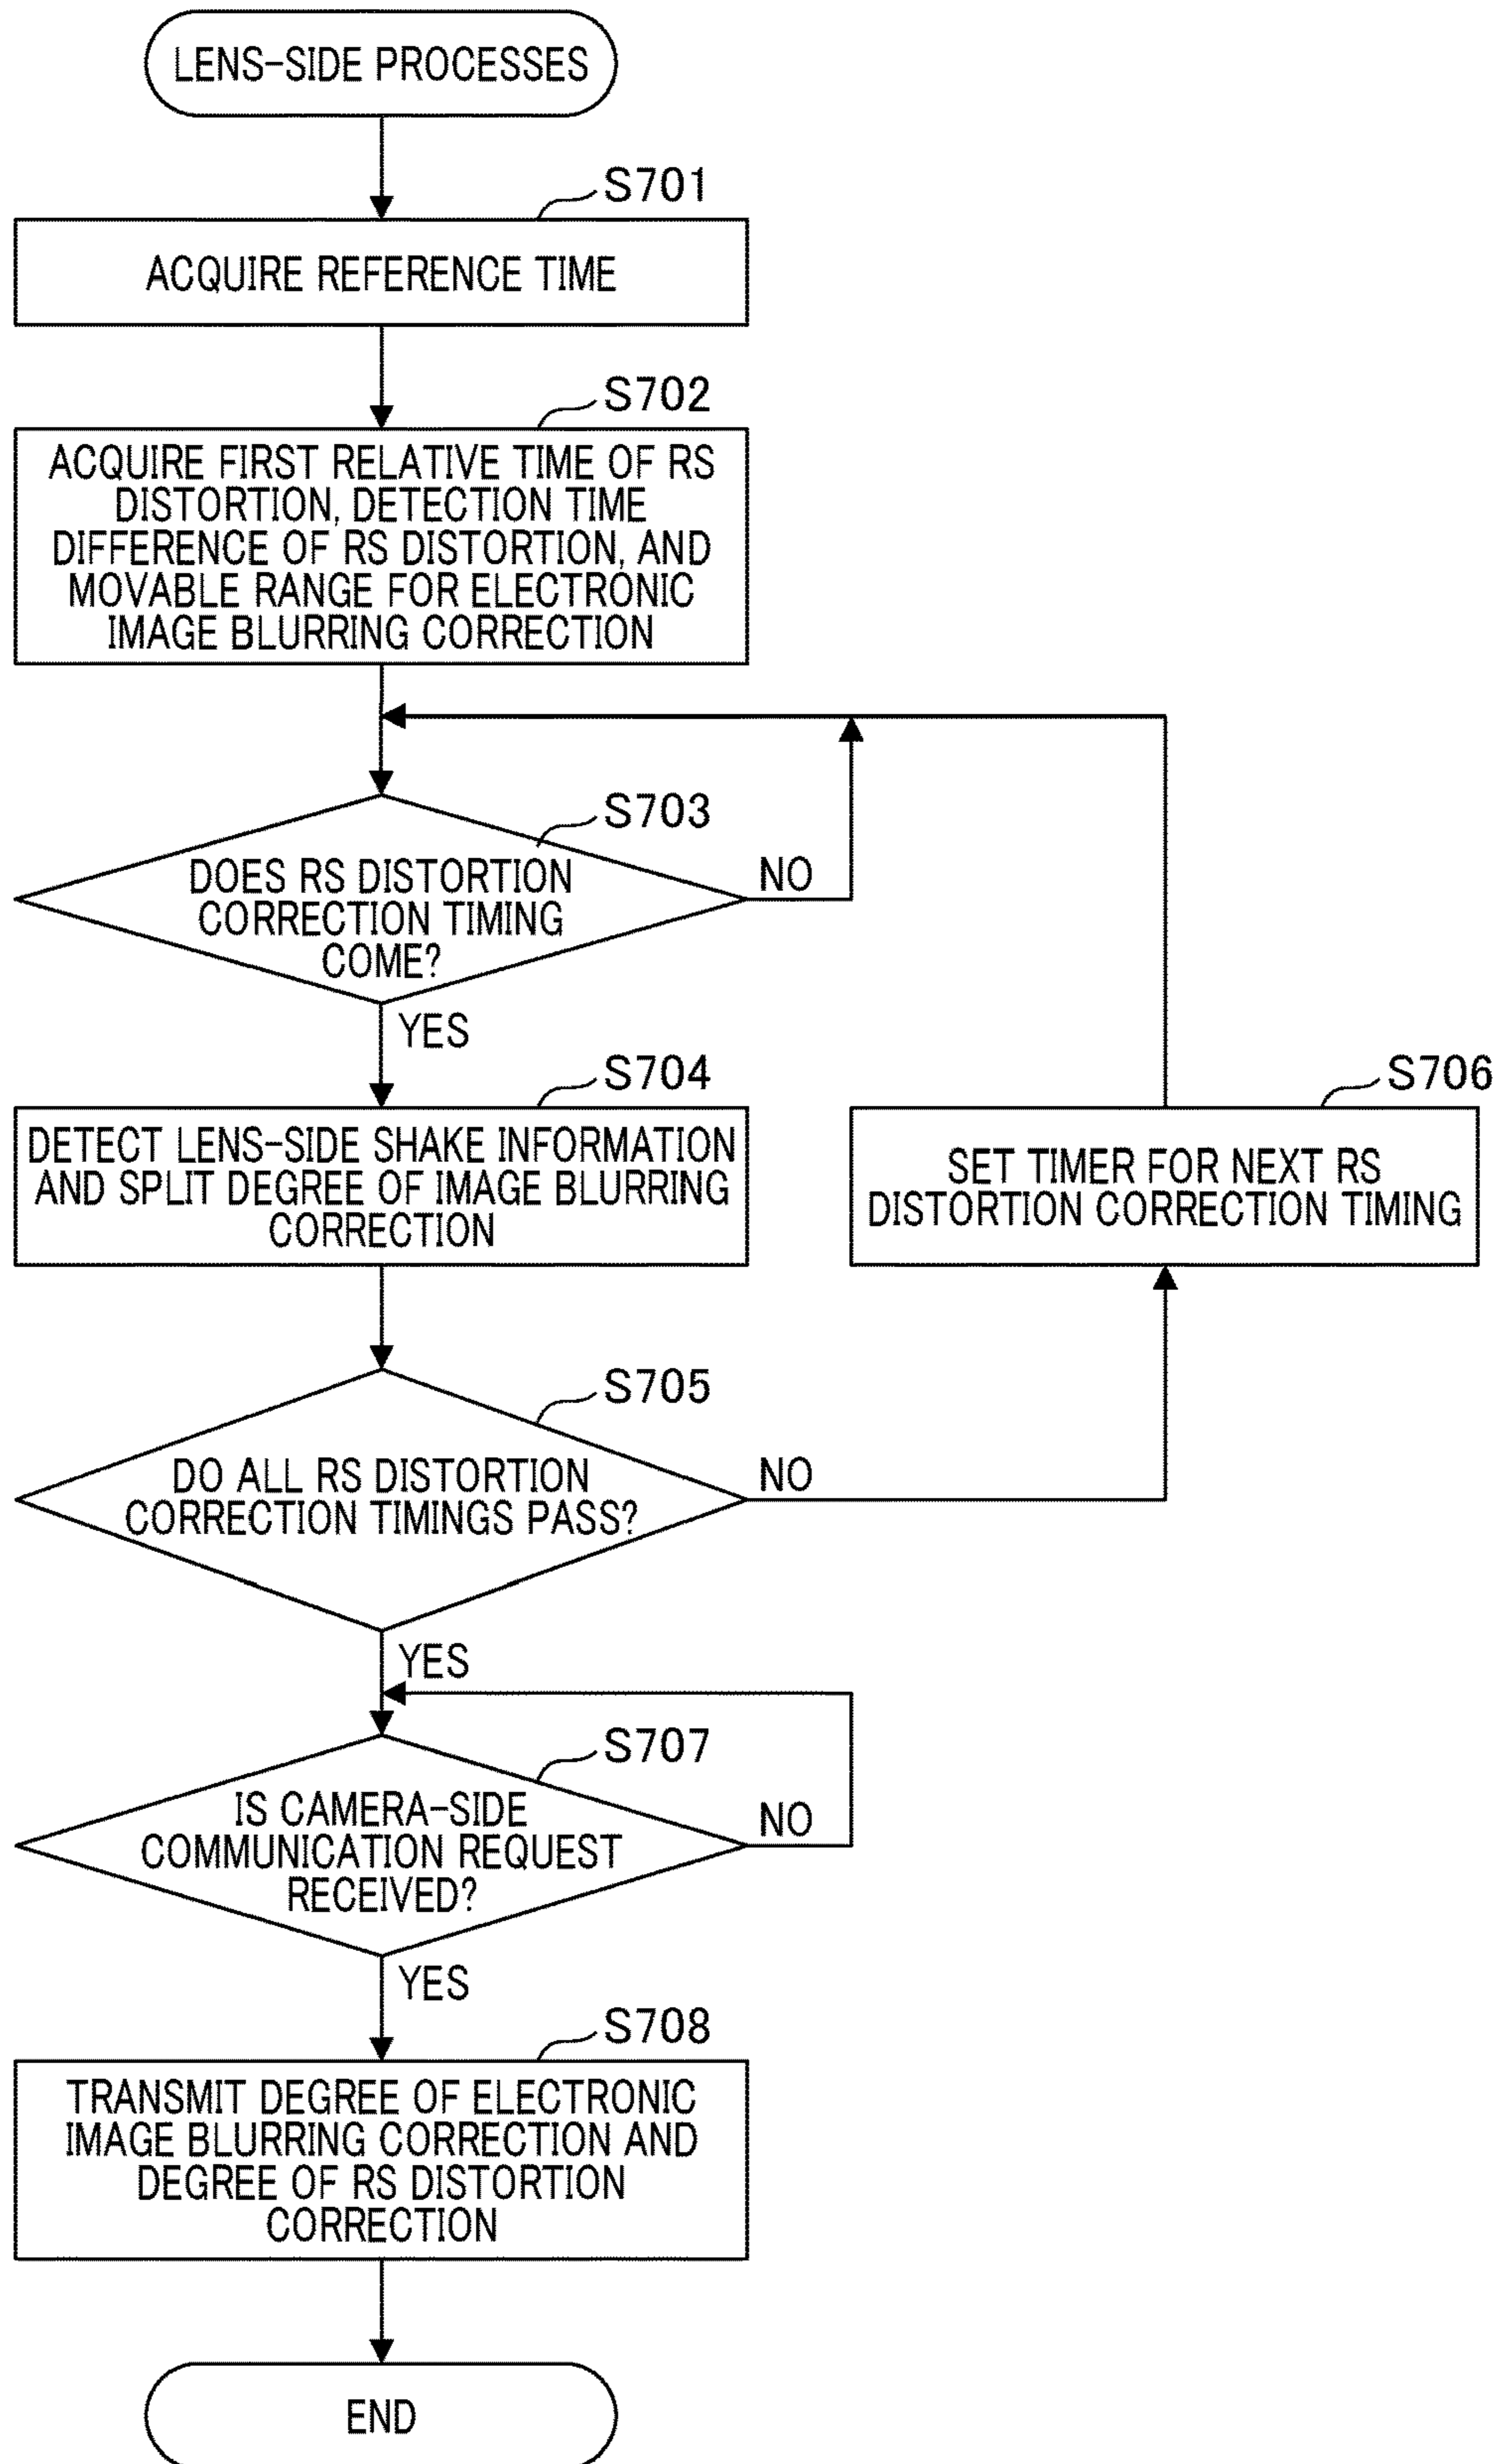 LENS-SIDE PROCESSES
S701
ACQUIRE REFERENCE TIME
S702
ACQUIRE FIRST RELATIVE TIME OF RS
DISTORTION, DETECTION TIME
DIFFERENCE OF RS DISTORTION, AND
MOVABLE RANGE FOR ELECTRONIC
IMAGE BLURRING CORRECTION
S703
DOES RS DISTORTION
CORRECTION TIMING
COME?
NO
YES
S704
DETECT LENS-SIDE SHAKE INFORMATION
AND SPLIT DEGREE OF IMAGE BLURRING
CORRECTION
S706
SET TIMER FOR NEXT RS
DISTORTION CORRECTION TIMING
S705
DO ALL RS DISTORTION
CORRECTION TIMINGS PASS?
NO
YES
S707
IS CAMERA-SIDE
COMMUNICATION REQUEST
RECEIVED?
NO
YES
S708
TRANSMIT DEGREE OF ELECTRONIC
IMAGE BLURRING CORRECTION AND
DEGREE OF RS DISTORTION
CORRECTION
END